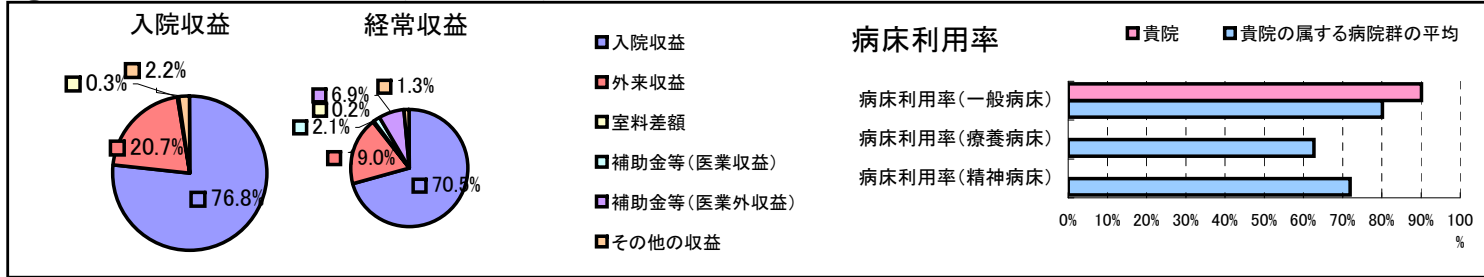 入院収益
2.2%
0.3%
20.7%
76.8%
経常収益
1.3%
6.9%
0.2%
2.1%
19.0%
70.5%
入院収益
外来収益
室料差額
補助金等(医業収益)
補助金等(医業外収益)
その他の収益
病床利用率
貴院 貴院の属する病院群の平均
病床利用率(一般病床)
病床利用率(療養病床)
病床利用率(精神病床)
0% 10% 20% 30% 40% 50% 60% 70% 80% 90% 100
%